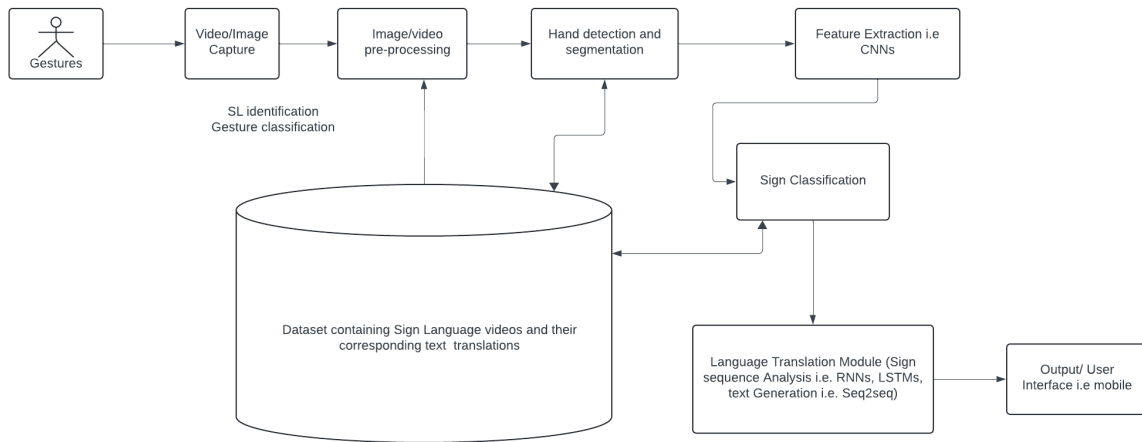 Gestures
Video/Image
Capture
Image/video
pre-processing
Hand detection and
segmentation
Feature Extraction i.e
CNNs
SL identification
Gesture classification
Sign Classification
Dataset containing Sign Language videos and their
corresponding text translations
Language Translation Module (Sign
sequence Analysis i.e. RNNs, LSTMs,
text Generation i.e. Seq2seq)
Output/ User
Interface i.e mobile